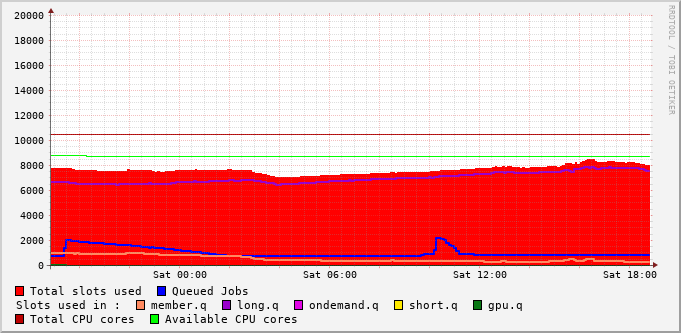 20000
18000
16000
14000
12000
10000
8000
6000
4000
2000
0
Sat 00:00 Sat 06:00 Sat 12:00 Sat 18:00
RRDTOOL / TOBI OETIKER
Total slots used Queued Jobs
Slots used in : member.q long.q ondemand.q short.q gpu.q
Total CPU cores Available CPU cores